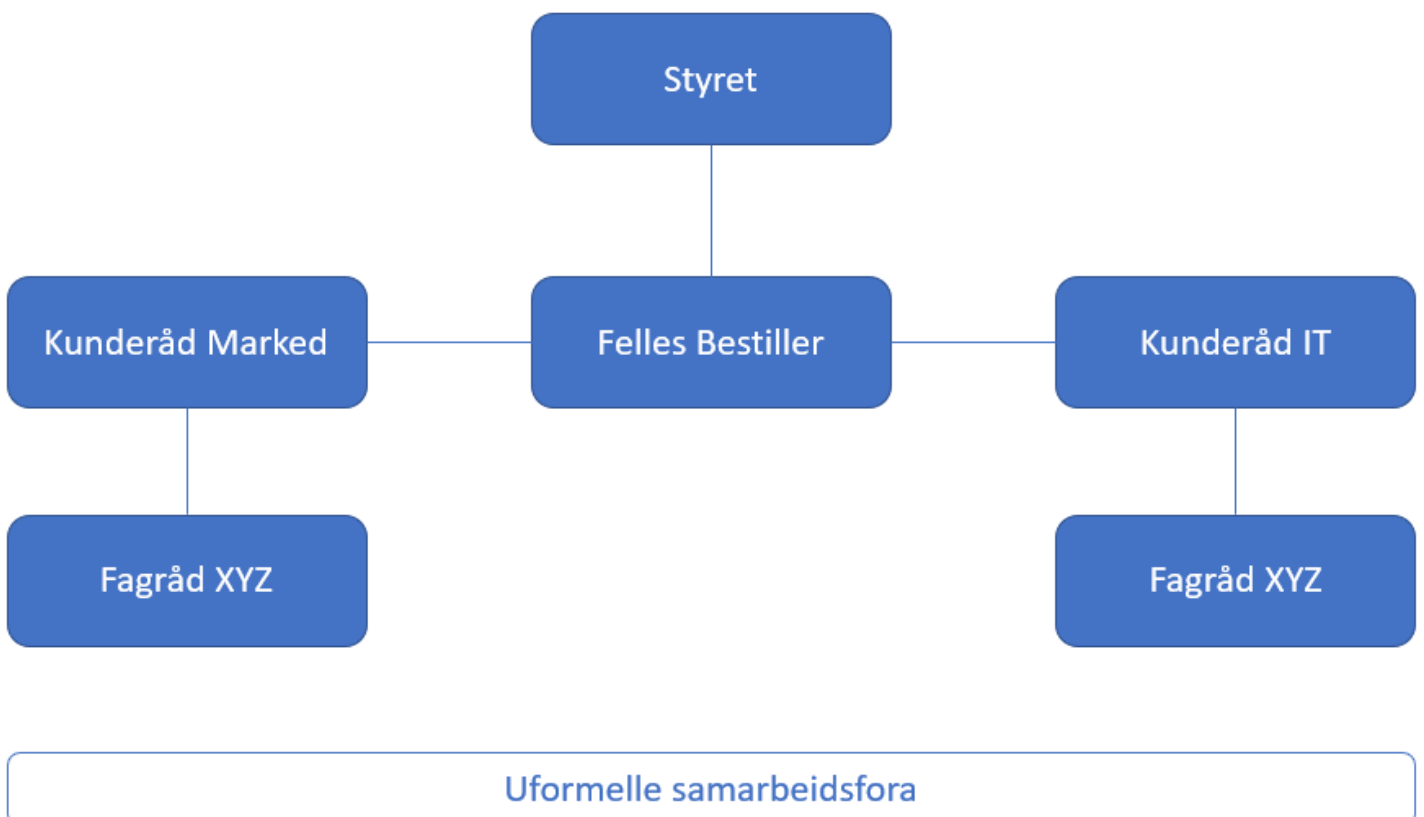 Styret
Kunderåd Marked
Felles Bestiller
Kunderåd IT
Fagråd XYZ
Fagråd XYZ
Uformelle samarbeidsfora